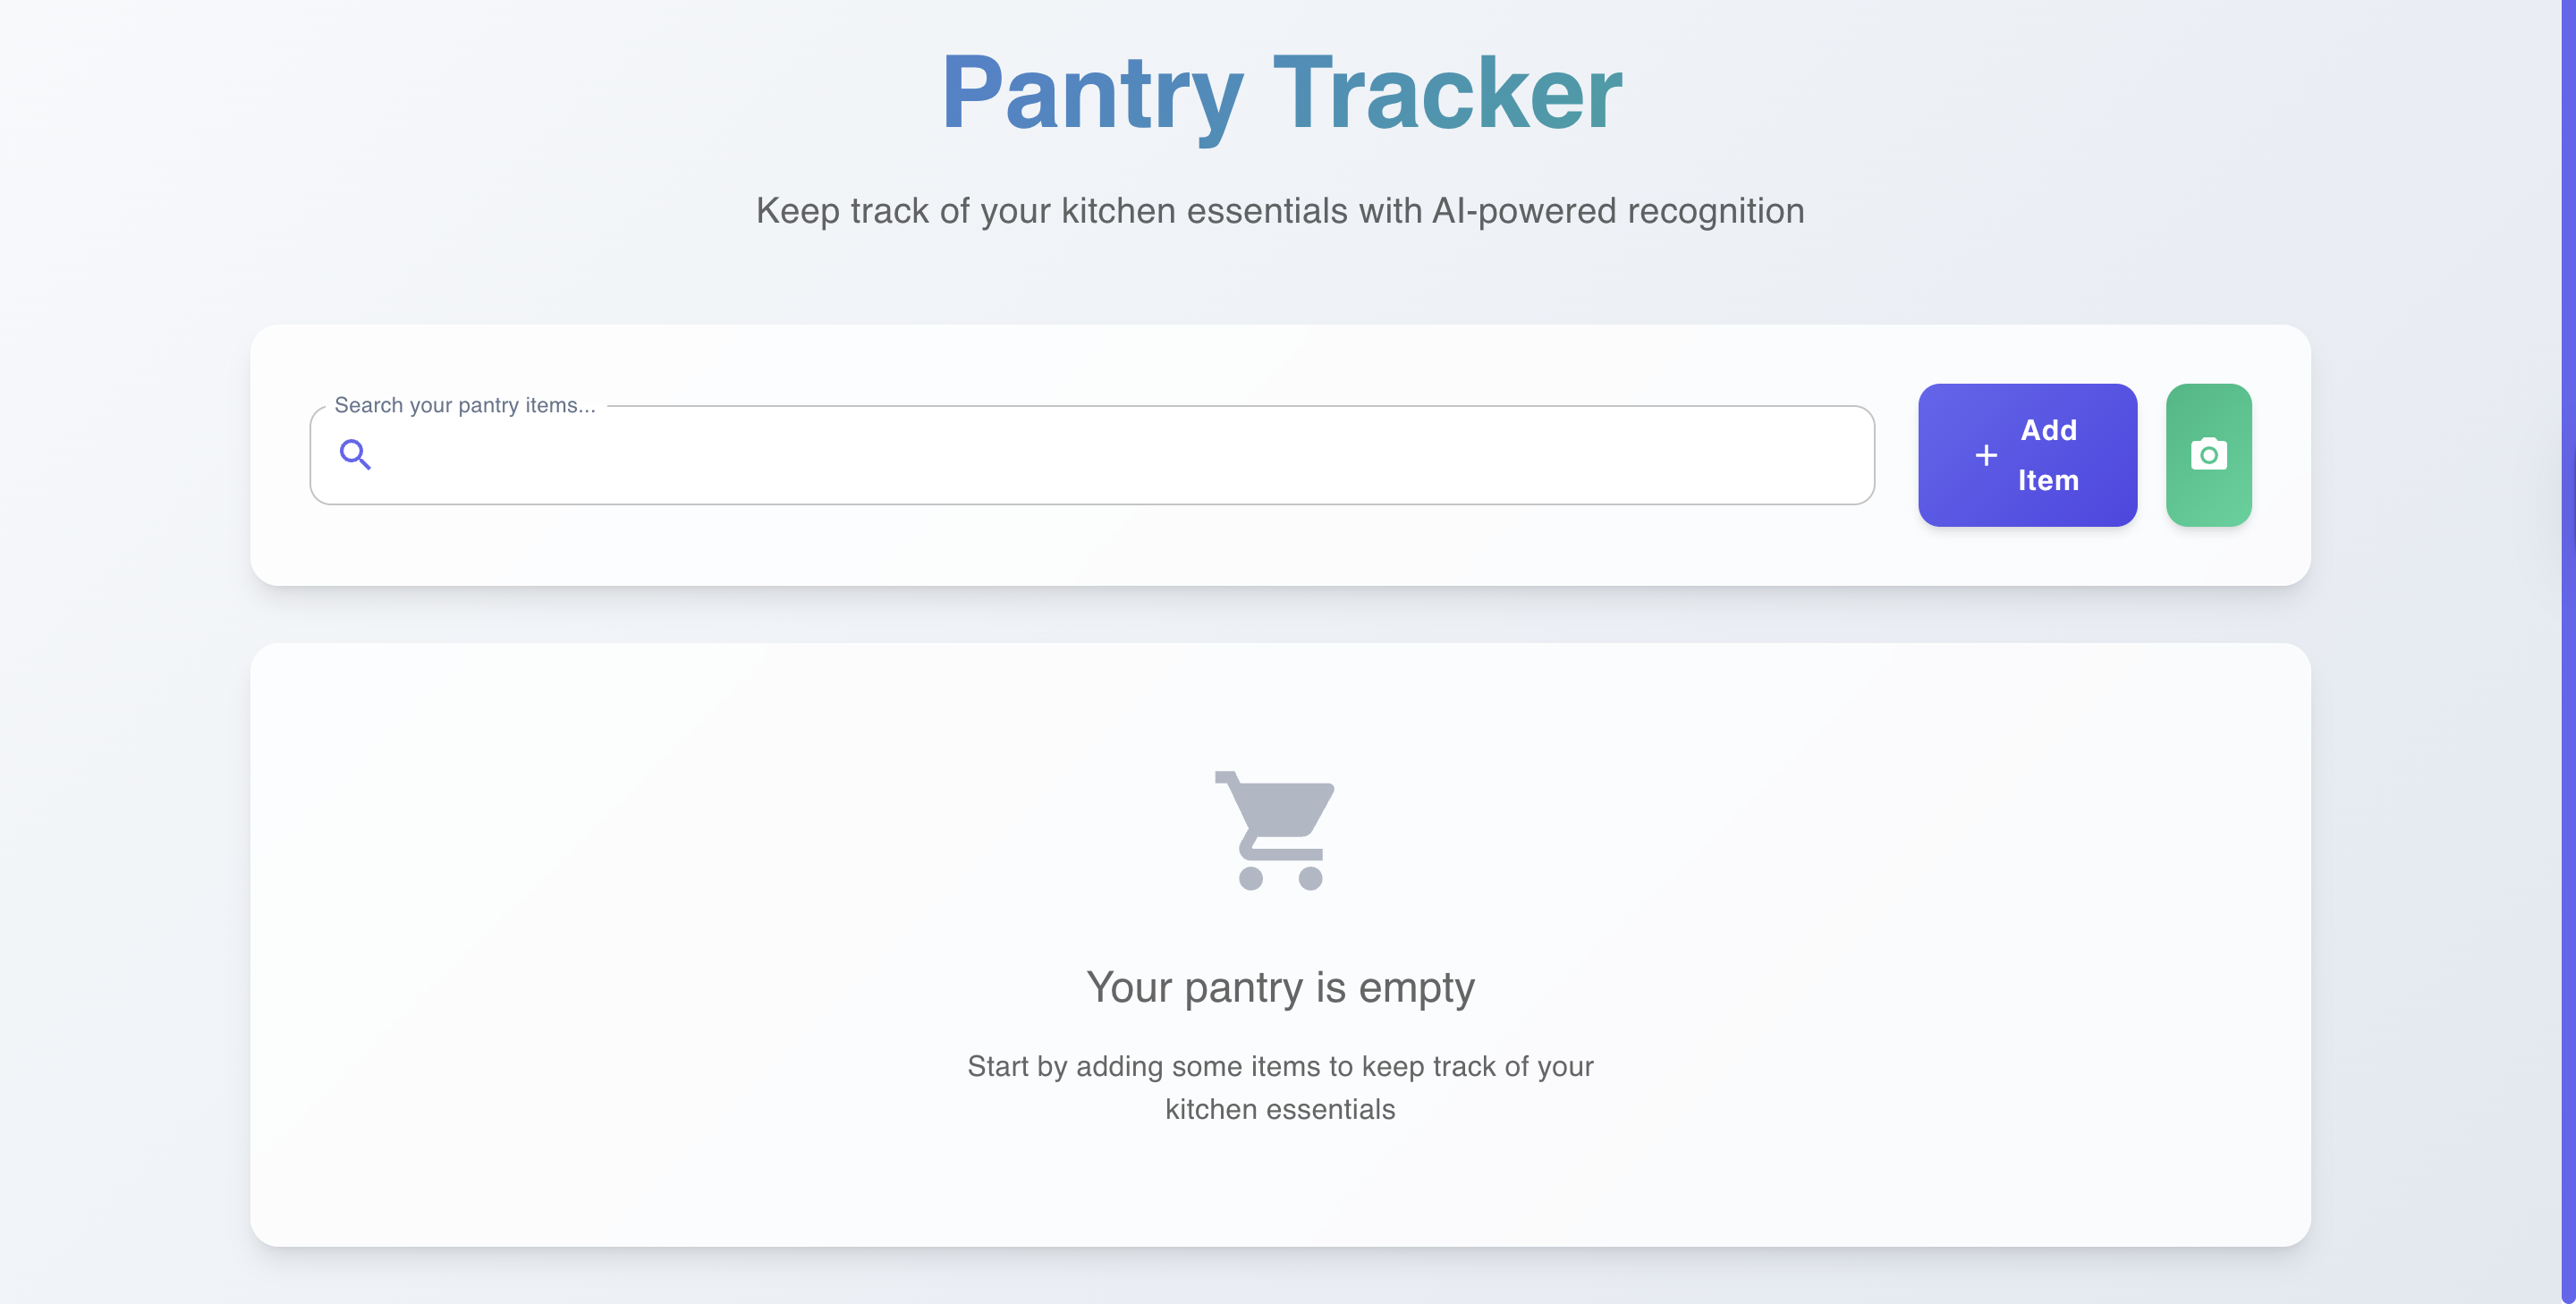 Pantry Tracker
Keep track of your kitchen essentials with AI-powered recognition
Search your pantry items...
+ Add
Item
Your pantry is empty
Start by adding some items to keep track of your
kitchen essentials